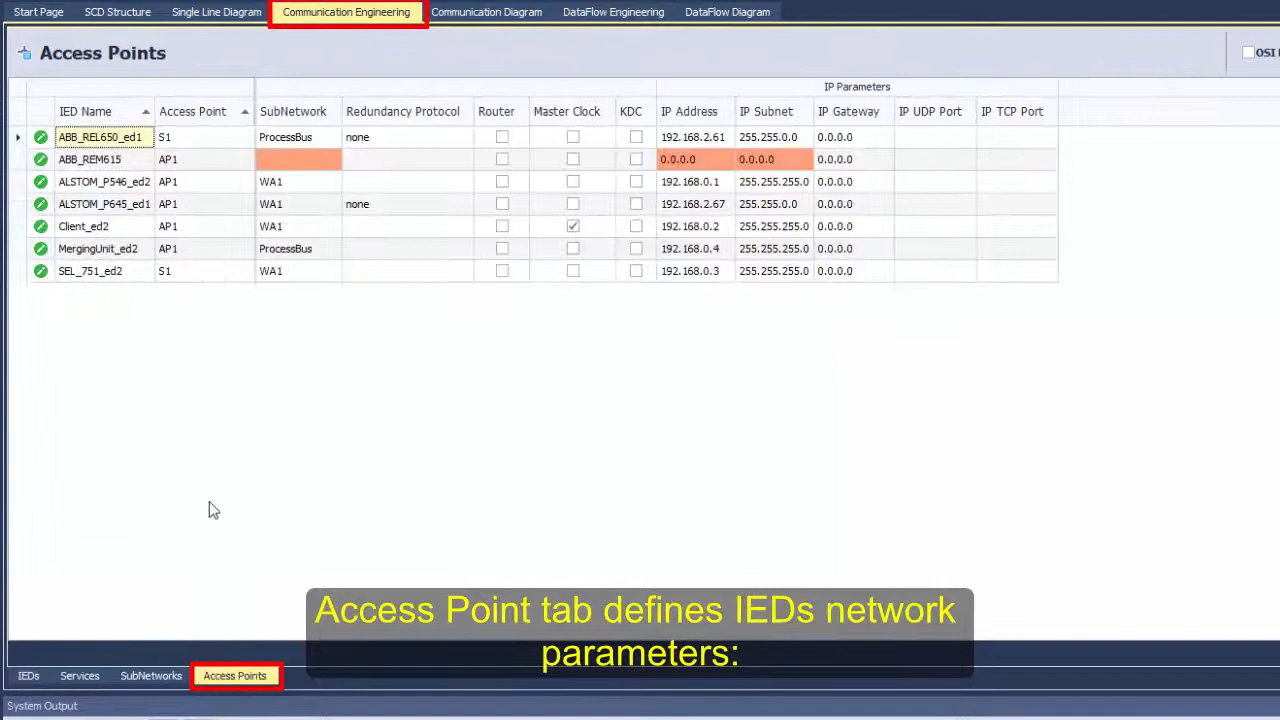 Start Page SCD Structure Single Line Diagram Communication Engineering Communication Diagram DataFlow Engineering DataFlow Diagram
Access Points
OSI
IP Parameters
IED Name Access Point SubNetwork Redundancy Protocol Router Master Clock KDC IP Address IP Subnet IP Gateway IP UDP Port IP TCP Port
ABB_REL650_ed1 S1 ProcessBus none 192.168.2.61 255.255.0.0 0.0.0.0
ABB_REM615 AP1 0.0.0.0 0.0.0.0 0.0.0.0
ALSTOM_P546_ed2 AP1 WA1 192.168.0.1 255.255.255.0 0.0.0.0
ALSTOM_P645_ed1 AP1 WA1 none 192.168.2.67 255.255.0.0 0.0.0.0
Client_ed2 AP1 WA1 192.168.0.2 255.255.255.0 0.0.0.0
MergingUnit_ed2 AP1 ProcessBus 192.168.0.4 255.255.255.0 0.0.0.0
SEL_751_ed2 S1 WA1 192.168.0.3 255.255.255.0 0.0.0.0
Access Point tab defines IEDs network
parameters:
IEDs Services SubNetworks Access Points
System Output